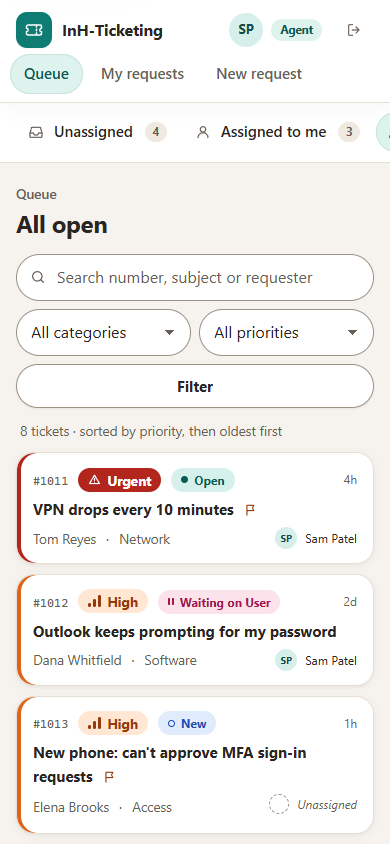 InH-Ticketing
SP Agent
Queue My requests New request
Unassigned 4 Assigned to me 3
Queue
All open
Search number, subject or requester
All categories All priorities
Filter
8 tickets · sorted by priority, then oldest first
#1011 Urgent Open 4h
VPN drops every 10 minutes
Tom Reyes · Network SP Sam Patel
#1012 High Waiting on User 2d
Outlook keeps prompting for my password
Dana Whitfield · Software SP Sam Patel
#1013 High New 1h
New phone: can't approve MFA sign-in
requests
Elena Brooks · Access Unassigned